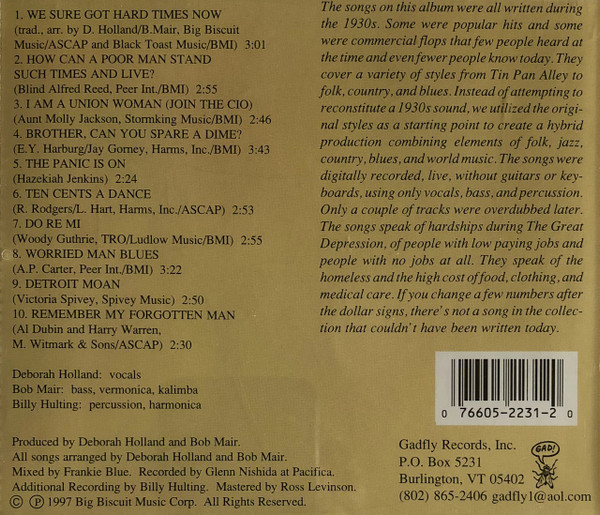 1. WE SURE GOT HARD TIMES NOW
(trad., arr. by D. Holland/B.Mair, Big Biscuit
Music/ASCAP and Black Toast Music/BMI) 3:01
2. HOW CAN A POOR MAN STAND
SUCH TIMES AND LIVE?
(Blind Alfred Reed, Peer Int./BMI) 2:55
3. I AM A UNION WOMAN (JOIN THE CIO)
(Aunt Molly Jackson, Stormking Music/BMI) 2:46
4. BROTHER, CAN YOU SPARE A DIME?
(E.Y. Harburg/Jay Gorney, Harms, Inc./BMI) 3:43
5. THE PANIC IS ON
(Hazekiah Jenkins) 2:24
6. TEN CENTS A DANCE
(R. Rodgers/L. Hart, Harms, Inc./ASCAP) 2:53
7. DO RE MI
(Woody Guthrie, TRO/Ludlow Music/BMI) 2:55
8. WORRIED MAN BLUES
(A.P. Carter, Peer Int./BMI) 3:22
9. DETROIT MOAN
(Victoria Spivey, Spivey Music) 2:50
10. REMEMBER MY FORGOTTEN MAN
(Al Dubin and Harry Warren,
M. Witmark & Sons/ASCAP) 2:30
Deborah Holland: vocals
Bob Mair: bass, vermonica, kalimba
Billy Hulting: percussion, harmonica
Produced by Deborah Holland and Bob Mair.
All songs arranged by Deborah Holland and Bob Mair.
Mixed by Frankie Blue. Recorded by Glenn Nishida at Pacifica.
Additional Recording by Billy Hulting. Mastered by Ross Levinson.
© ℗ 1997 Big Biscuit Music Corp. All Rights Reserved.
The songs on this album were all written during
the 1930s. Some were popular hits and some
were commercial flops that few people heard at
the time and even fewer people know today. They
cover a variety of styles from Tin Pan Alley to
folk, country, and blues. Instead of attempting to
reconstitute a 1930s sound, we utilized the origi-
nal styles as a starting point to create a hybrid
production combining elements of folk, jazz,
country, blues, and world music. The songs were
digitally recorded, live, without guitars or key-
boards, using only vocals, bass, and percussion.
Only a couple of tracks were overdubbed later.
The songs speak of hardships during The Great
Depression, of people with low paying jobs and
people with no jobs at all. They speak of the
homeless and the high cost of food, clothing, and
medical care. If you change a few numbers after
the dollar signs, there's not a song in the collec-
tion that couldn't have been written today.
0 76605-2231-2 0
Gadfly Records, Inc.
P.O. Box 5231
Burlington, VT 05402
(802) 865-2406 gadfly1@aol.com
GAD!